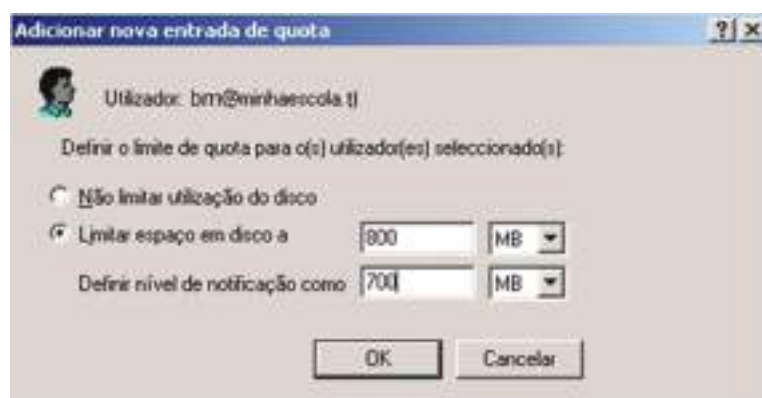 Adicionar nova entrada de quota
Utilizador: bm@minhaescola.tl
Definir o limite de quota para o(s) utilizador(es) seleccionado(s):
Não limitar utilização do disco
Limitar espaço em disco a 800 MB
Definir nível de notificação como 700 MB
OK Cancelar